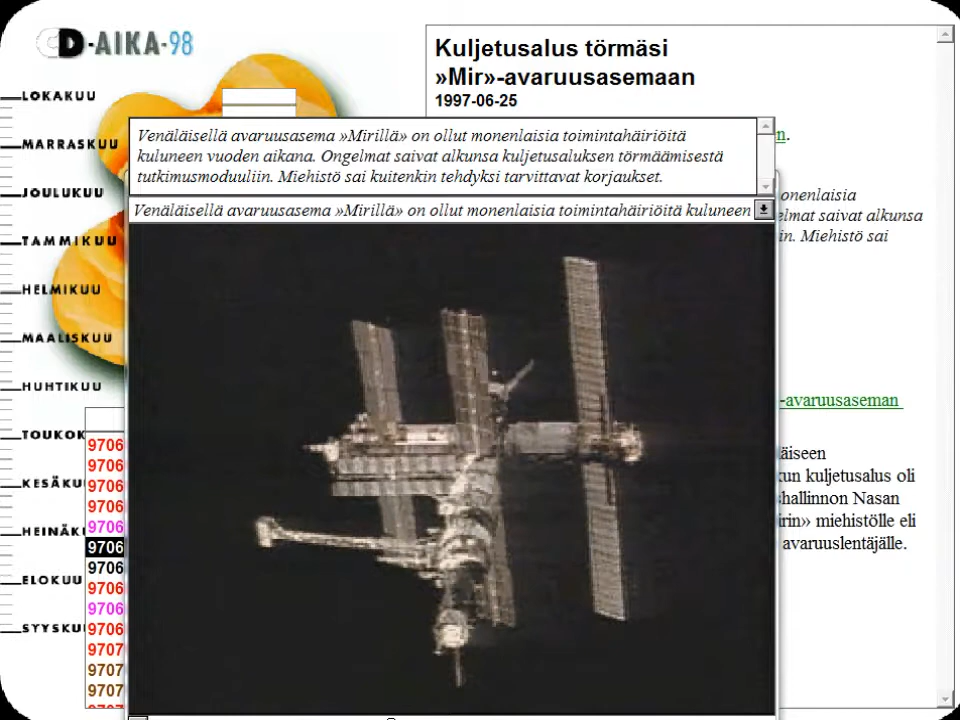 CD-AIKA-98
LOKAKUU
MARRASKUU
JOULUKUU
TAMMIKUU
HELMIKUU
MAALISKUU
HUHTIKUU
TOUKOK
KESÄKU
HEINÄK
ELOKUU
SYYSKU
9706
9706
9706
9706
9706
9706
9706
9706
9706
9706
9707
9707
9707
Kuljetusalus törmäsi
»Mir»-avaruusasemaan
1997-06-25
n.
Venäläisellä avaruusasema »Mirillä» on ollut monenlaisia toimintahäiriöitä
kuluneen vuoden aikana. Ongelmat saivat alkunsa kuljetusaluksen törmäämisestä
tutkimusmoduuliin. Miehistö sai kuitenkin tehdyksi tarvittavat korjaukset.
Venäläisellä avaruusasema »Mirillä» on ollut monenlaisia toimintahäiriöitä kuluneen
onenlaisia
elmat saivat alkunsa
in. Miehistö sai
-avaruusaseman
äiseen
kun kuljetusalus oli
shallinnon Nasan
irin» miehistölle eli
avaruuslentäjälle.